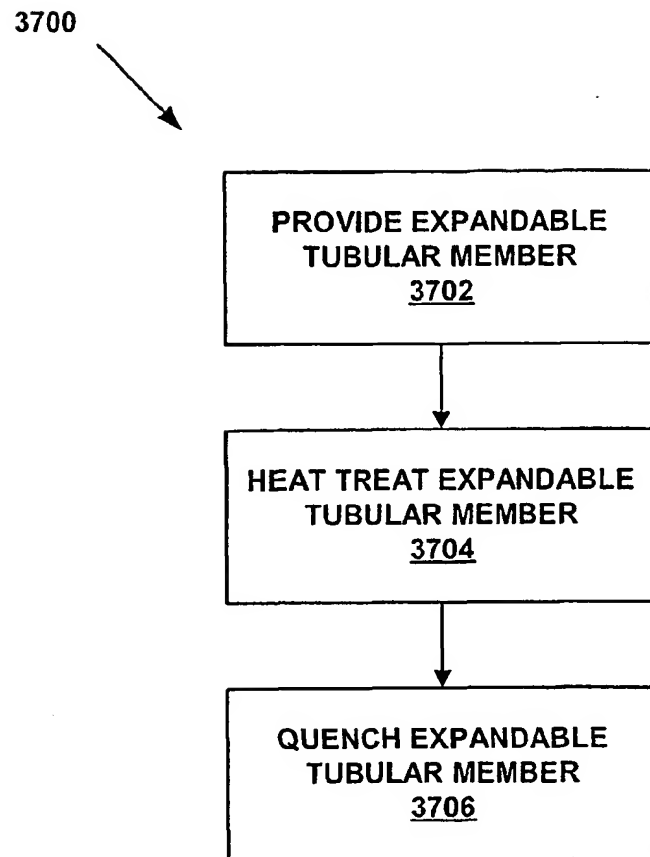 3700
PROVIDE EXPANDABLE
TUBULAR MEMBER
3702
HEAT TREAT EXPANDABLE
TUBULAR MEMBER
3704
QUENCH EXPANDABLE
TUBULAR MEMBER
3706